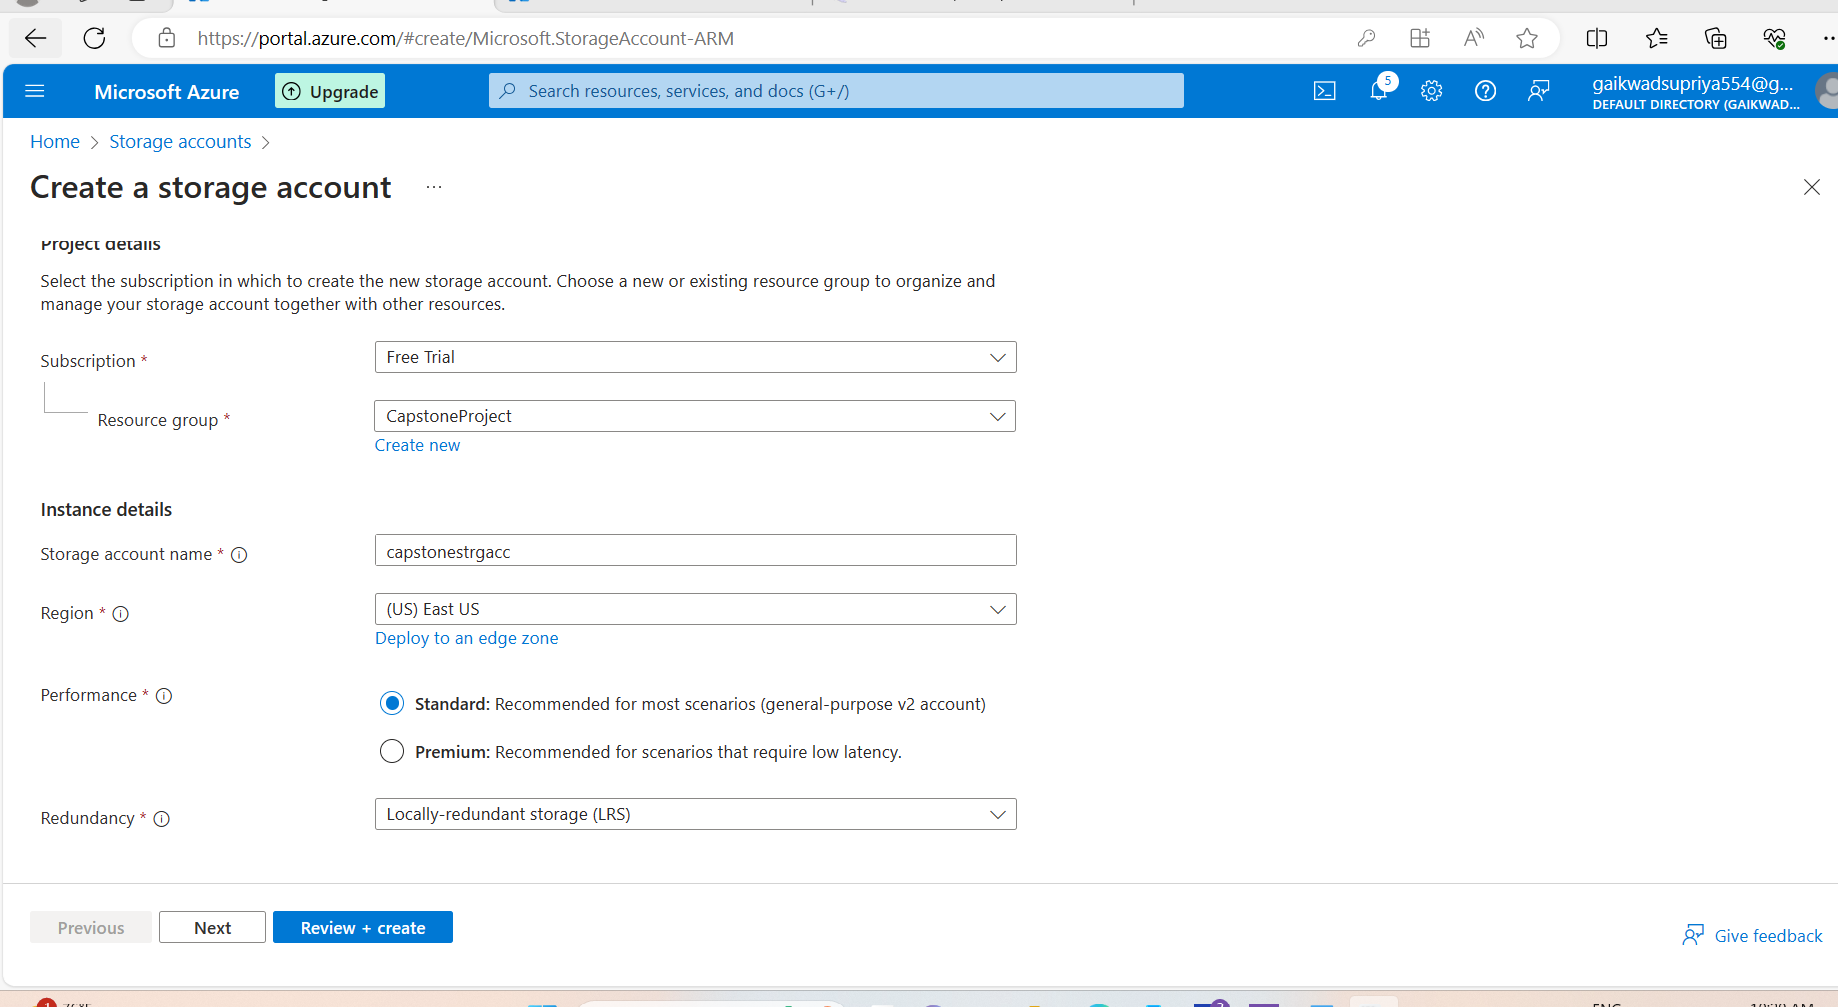 https://portal.azure.com/#create/Microsoft.StorageAccount-ARM
Microsoft Azure
Upgrade
Search resources, services, and docs (G+/)
5
gaikwadsupriya554@g...
DEFAULT DIRECTORY (GAIKWAD...
Home > Storage accounts >
Create a storage account ...
Project details
Select the subscription in which to create the new storage account. Choose a new or existing resource group to organize and
manage your storage account together with other resources.
Subscription *
Free Trial
Resource group *
CapstoneProject
Create new
Instance details
Storage account name *
capstonestrgacc
Region *
(US) East US
Deploy to an edge zone
Performance *
Standard: Recommended for most scenarios (general-purpose v2 account)
Premium: Recommended for scenarios that require low latency.
Redundancy *
Locally-redundant storage (LRS)
Previous
Next
Review + create
Give feedback